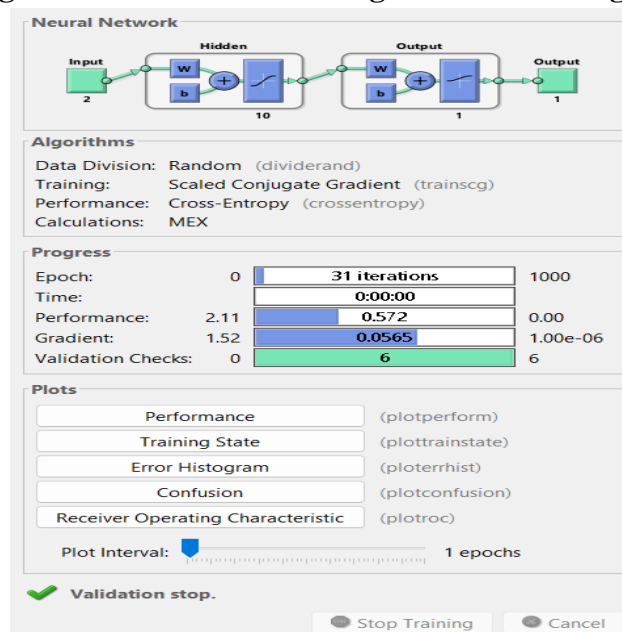 Neural Network
Hidden Output
Input W b + W b + Output
2 10 1 1
Algorithms
Data Division: Random (dividerand)
Training: Scaled Conjugate Gradient (trainscg)
Performance: Cross-Entropy (crossentropy)
Calculations: MEX
Progress
Epoch: 0 31 iterations 1000
Time: 0:00:00
Performance: 2.11 0.572 0.00
Gradient: 1.52 0.0565 1.00e-06
Validation Checks: 0 6 6
Plots
Performance (plotperform)
Training State (plottrainstate)
Error Histogram (ploterrhist)
Confusion (plotconfusion)
Receiver Operating Characteristic (plotroc)
Plot Interval: 1 epochs
Validation stop.
Stop Training Cancel